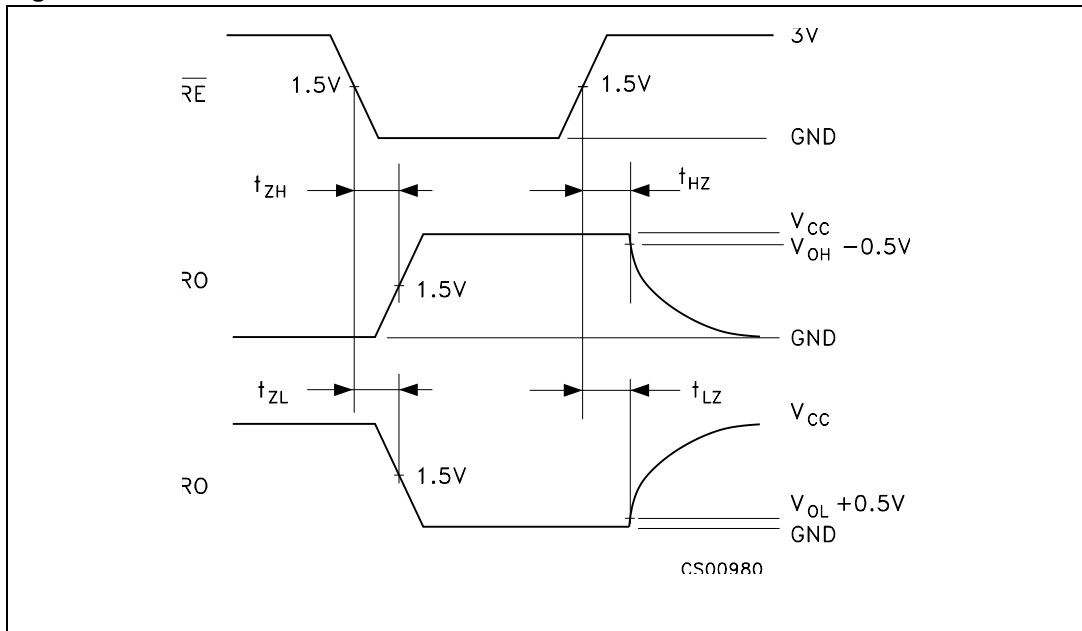 3V
1.5V
1.5V
RE
GND
tZH
tHZ
VCC
VOH −0.5V
RO
1.5V
GND
tZL
tLZ
VCC
1.5V
RO
VOL +0.5V
GND
CS00980